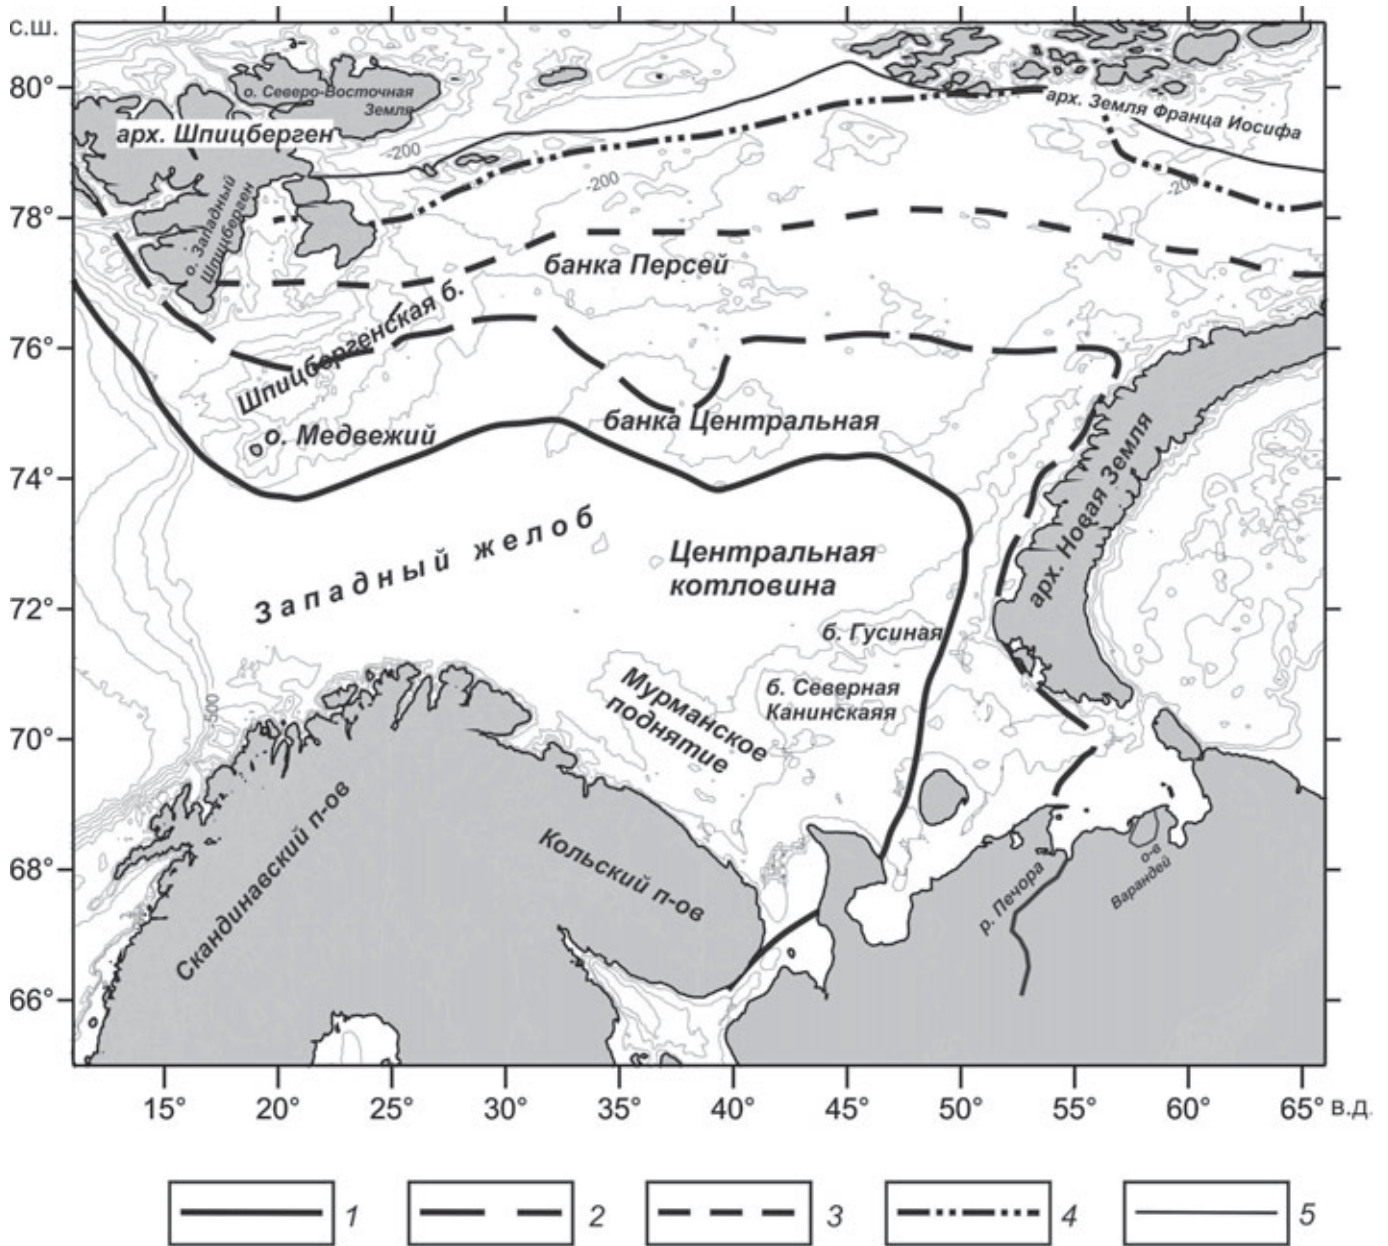 с.ш.
80°
78°
76°
74°
72°
70°
68°
66°
о. Северо-Восточная
Земля
арх. Шпицберген
о. Западный
Шпицберген
арх. Земля Франца Иосифа
-200
-200
-200
банка Персей
Шпицбергенская б.
банка Центральная
о. Медвежий
арх. Новая Земля
Западный желоб
Центральная
котловина
б. Гусиная
б. Северная
Канинскаяя
Мурманское
поднятие
-500
Скандинавский п-ов
Кольский п-ов
р. Печора
о-в
Варандей
15° 20° 25° 30° 35° 40° 45° 50° 55° 60° 65° в.д.
1 2 3 4 5